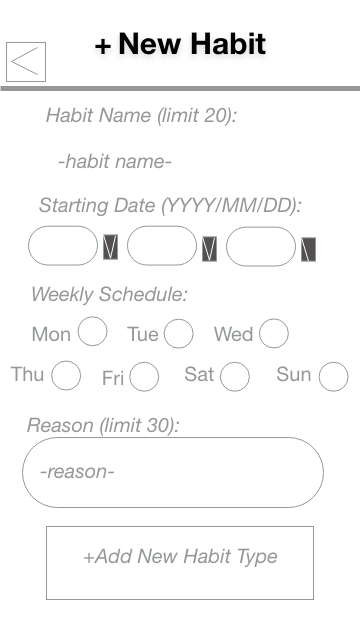 + New Habit
Habit Name (limit 20):
-habit name-
Starting Date (YYYY/MM/DD):
Weekly Schedule:
Mon Tue Wed
Thu Fri Sat Sun
Reason (limit 30):
-reason-
+Add New Habit Type